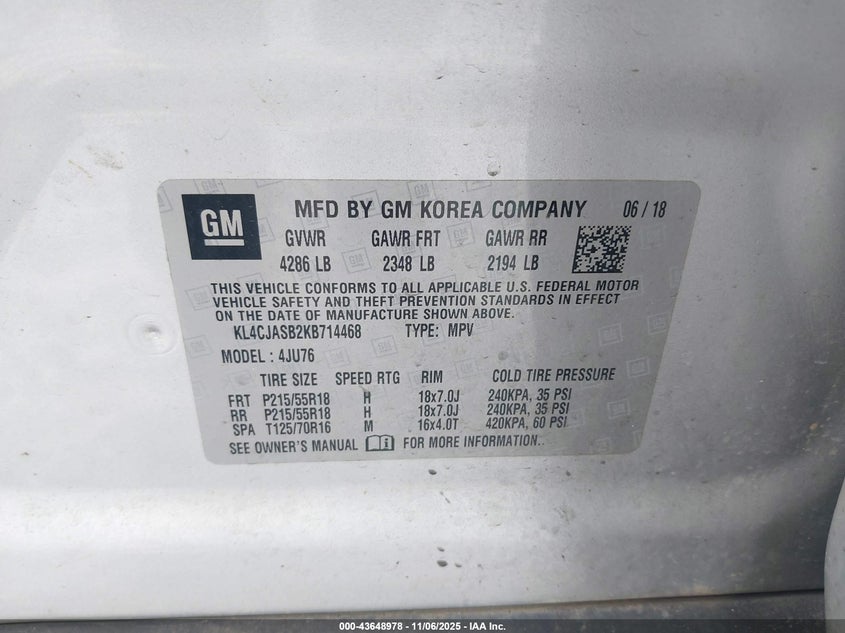 GM MFD BY GM KOREA COMPANY 06 / 18
GVWR GAWR FRT GAWR RR
4286 LB 2348 LB 2194 LB
THIS VEHICLE CONFORMS TO ALL APPLICABLE U.S. FEDERAL MOTOR
VEHICLE SAFETY AND THEFT PREVENTION STANDARDS IN EFFECT
ON THE DATE OF MANUFACTURE SHOWN ABOVE.
KL4CJASB2KB714468 TYPE: MPV
MODEL : 4JU76
TIRE SIZE SPEED RTG RIM COLD TIRE PRESSURE
FRT P215/55R18 H 18x7.0J 240KPA, 35 PSI
RR P215/55R18 H 18x7.0J 240KPA, 35 PSI
SPA T125/70R16 M 16x4.0T 420KPA, 60 PSI
SEE OWNER'S MANUAL FOR MORE INFORMATION..
000-43648978 - 11/06/2025 - IAA Inc.